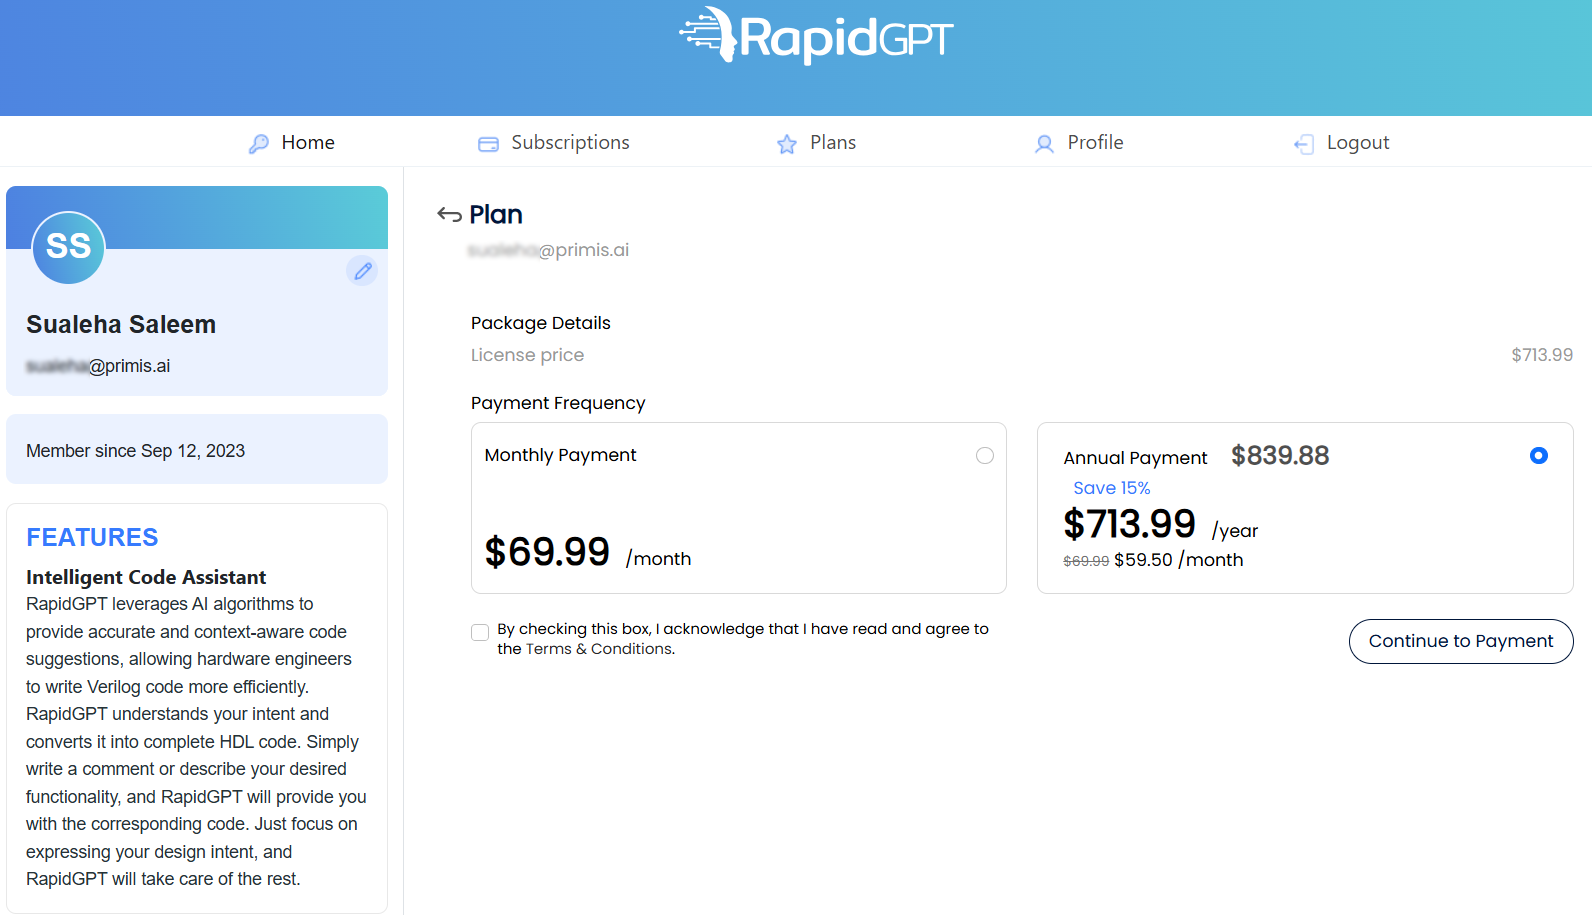 RapidGPT
Home
Subscriptions
Plans
Profile
Logout
SS
Sualeha Saleem
@primis.ai
Member since Sep 12, 2023
FEATURES
Intelligent Code Assistant
RapidGPT leverages AI algorithms to
provide accurate and context-aware code
suggestions, allowing hardware engineers
to write Verilog code more efficiently.
RapidGPT understands your intent and
converts it into complete HDL code. Simply
write a comment or describe your desired
functionality, and RapidGPT will provide you
with the corresponding code. Just focus on
expressing your design intent, and
RapidGPT will take care of the rest.
Plan
@primis.ai
Package Details
License price $713.99
Payment Frequency
Monthly Payment
$69.99 /month
Annual Payment $839.88
Save 15%
$713.99 /year
$69.99 $59.50 /month
By checking this box, I acknowledge that I have read and agree to
the Terms & Conditions.
Continue to Payment